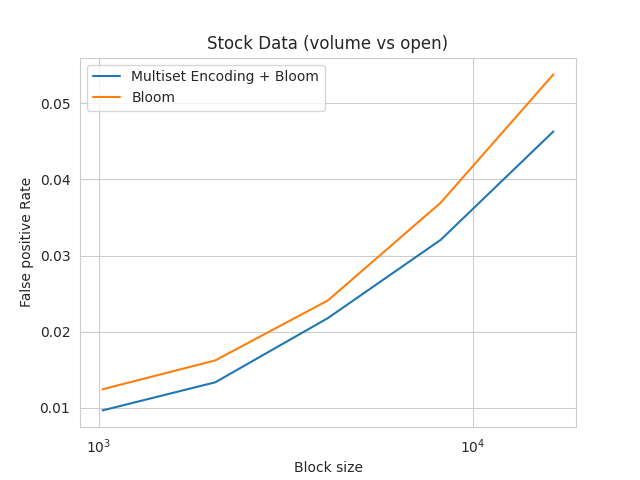 Stock Data (volume vs open)
Multiset Encoding + Bloom
Bloom
0.05
0.04
0.03
0.02
0.01
False positive Rate
10³
10⁴
Block size